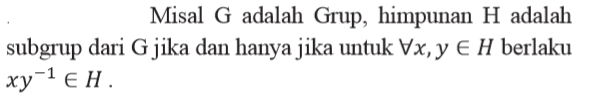 Misal G adalah Grup, himpunan H adalah
subgrup dari G jika dan hanya jika untuk ∀x, y ∈ H berlaku
xy⁻¹ ∈ H .